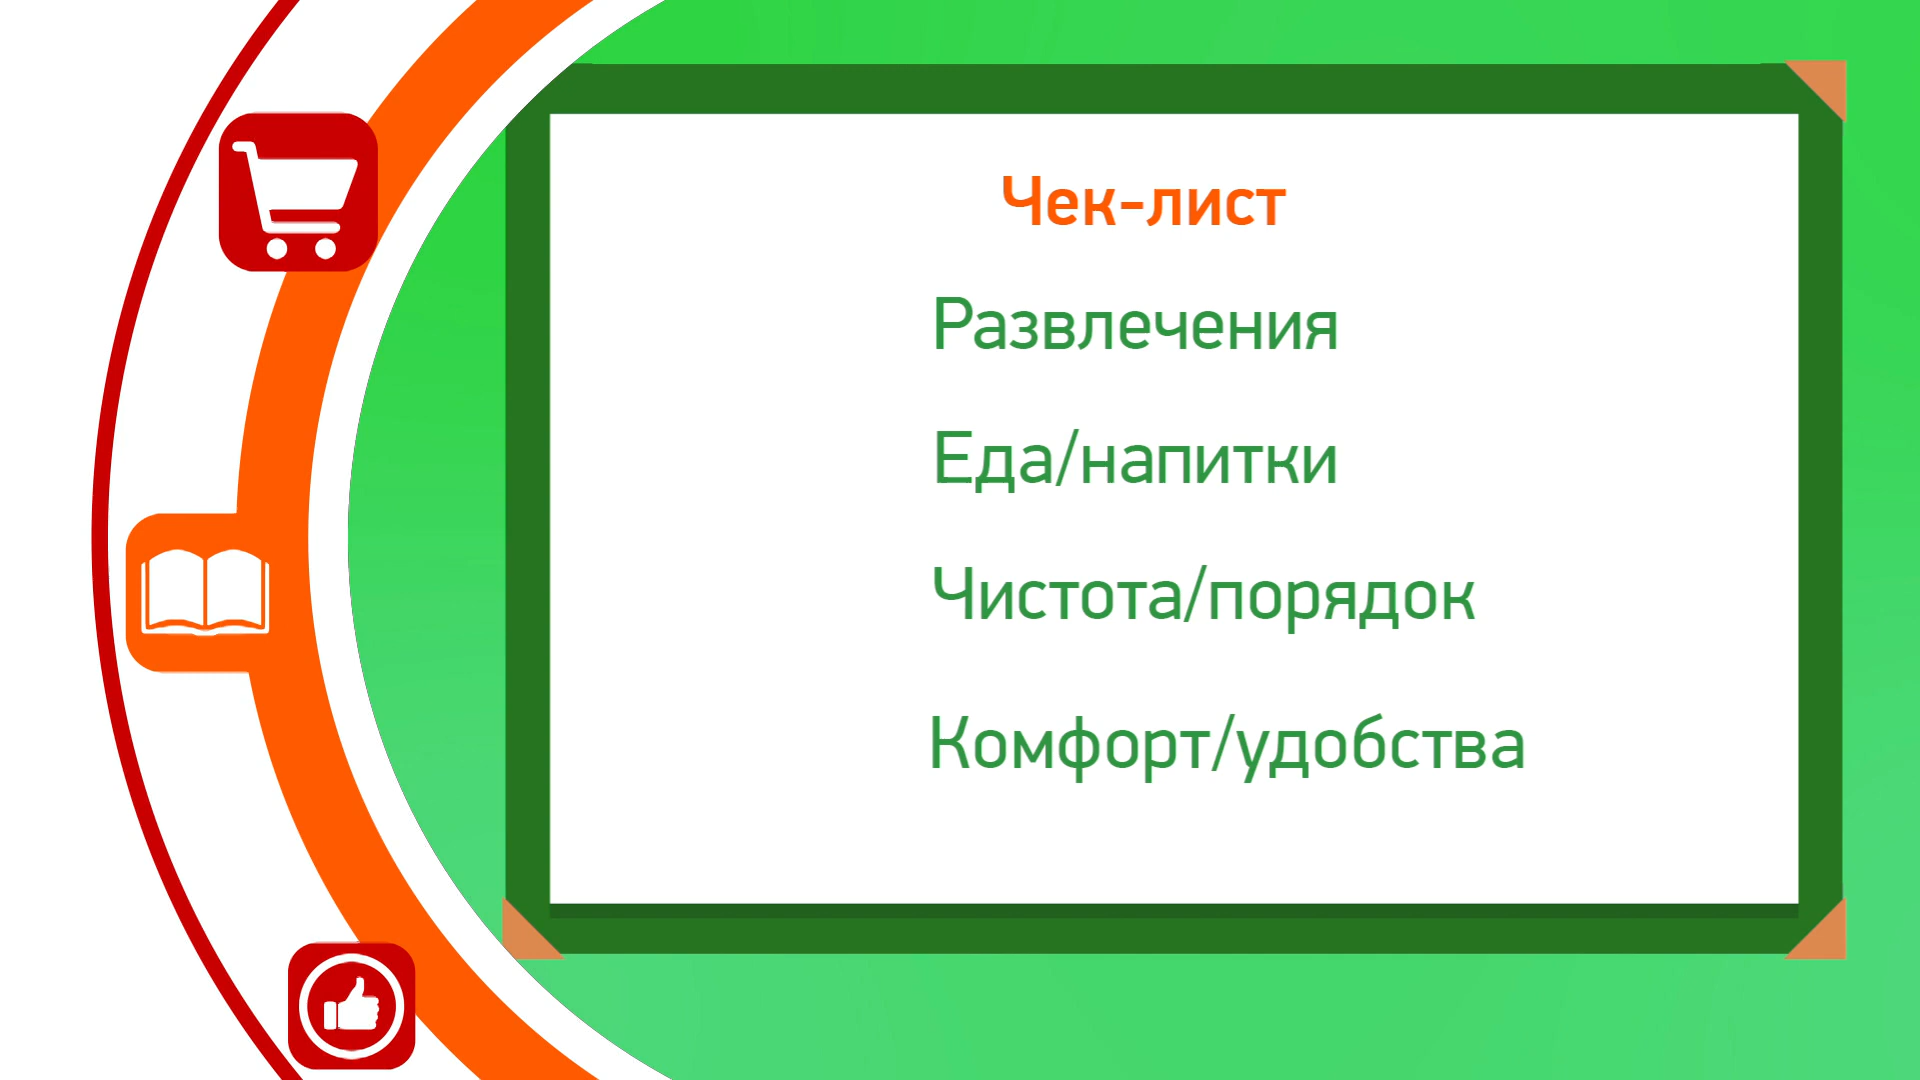 Чек-лист
Развлечения
Еда/напитки
Чистота/порядок
Комфорт/удобства